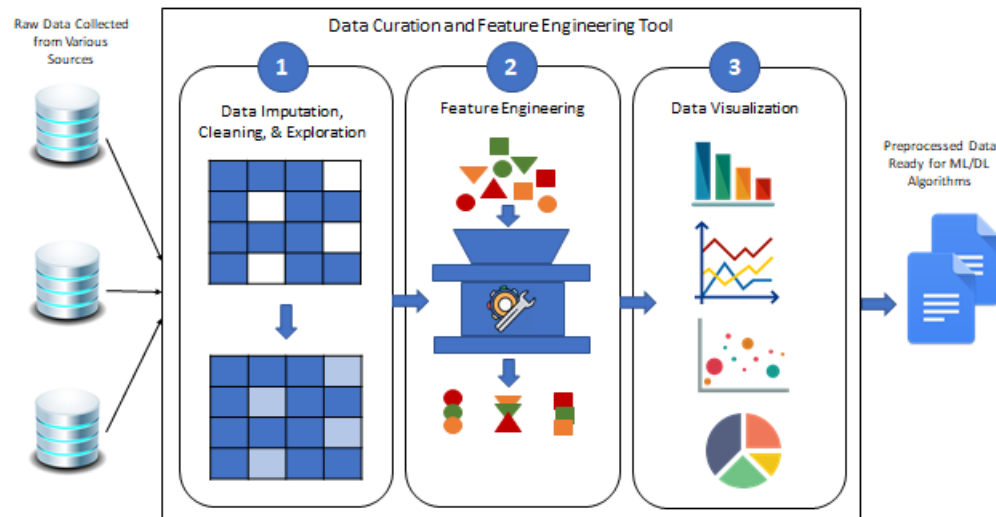 Raw Data Collected
from Various
Sources
Data Curation and Feature Engineering Tool
1
Data Imputation,
Cleaning, & Exploration
2
Feature Engineering
3
Data Visualization
Preprocessed Data
Ready for ML/DL
Algorithms